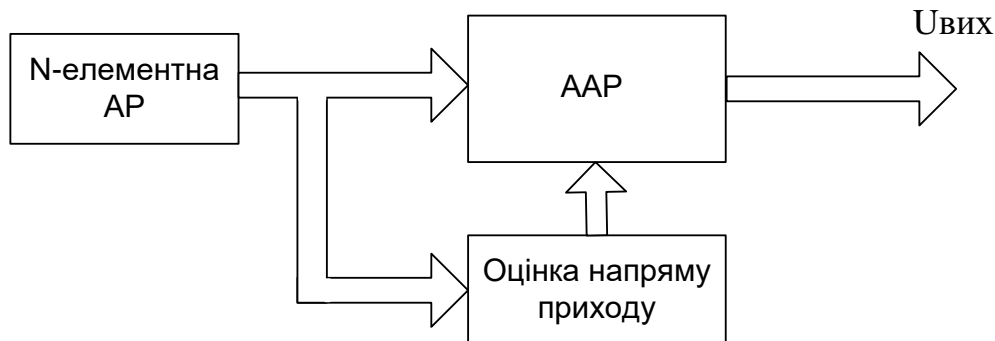 Uвих
N-елементна
АР
ААР
Оцінка напряму
приходу